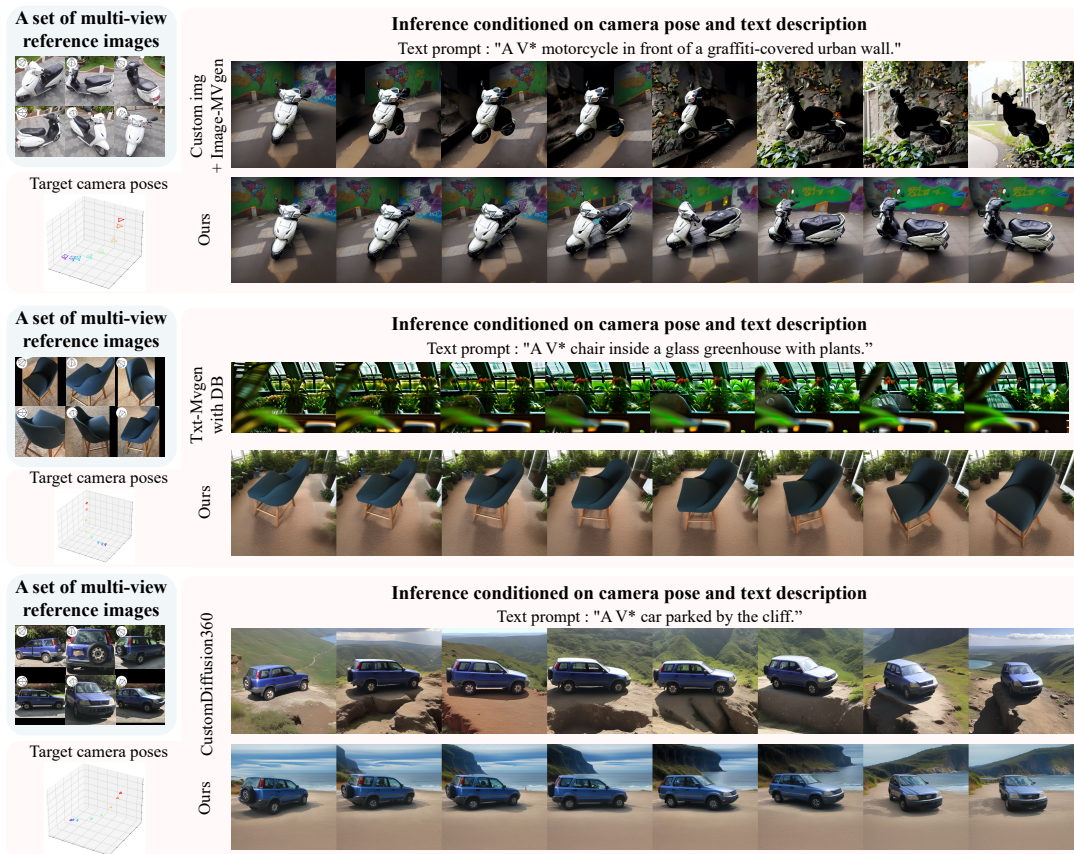 A set of multi-view
reference images
Target camera poses
Inference conditioned on camera pose and text description
Text prompt : "A V* motorcycle in front of a graffiti-covered urban wall."
Custom img
+ Image-MV gen
Ours
A set of multi-view
reference images
Target camera poses
Inference conditioned on camera pose and text description
Text prompt : "A V* chair inside a glass greenhouse with plants.”
Txt-Mvgen
with DB
Ours
A set of multi-view
reference images
Target camera poses
Inference conditioned on camera pose and text description
Text prompt : "A V* car parked by the cliff.”
CustomDiffusion360
Ours